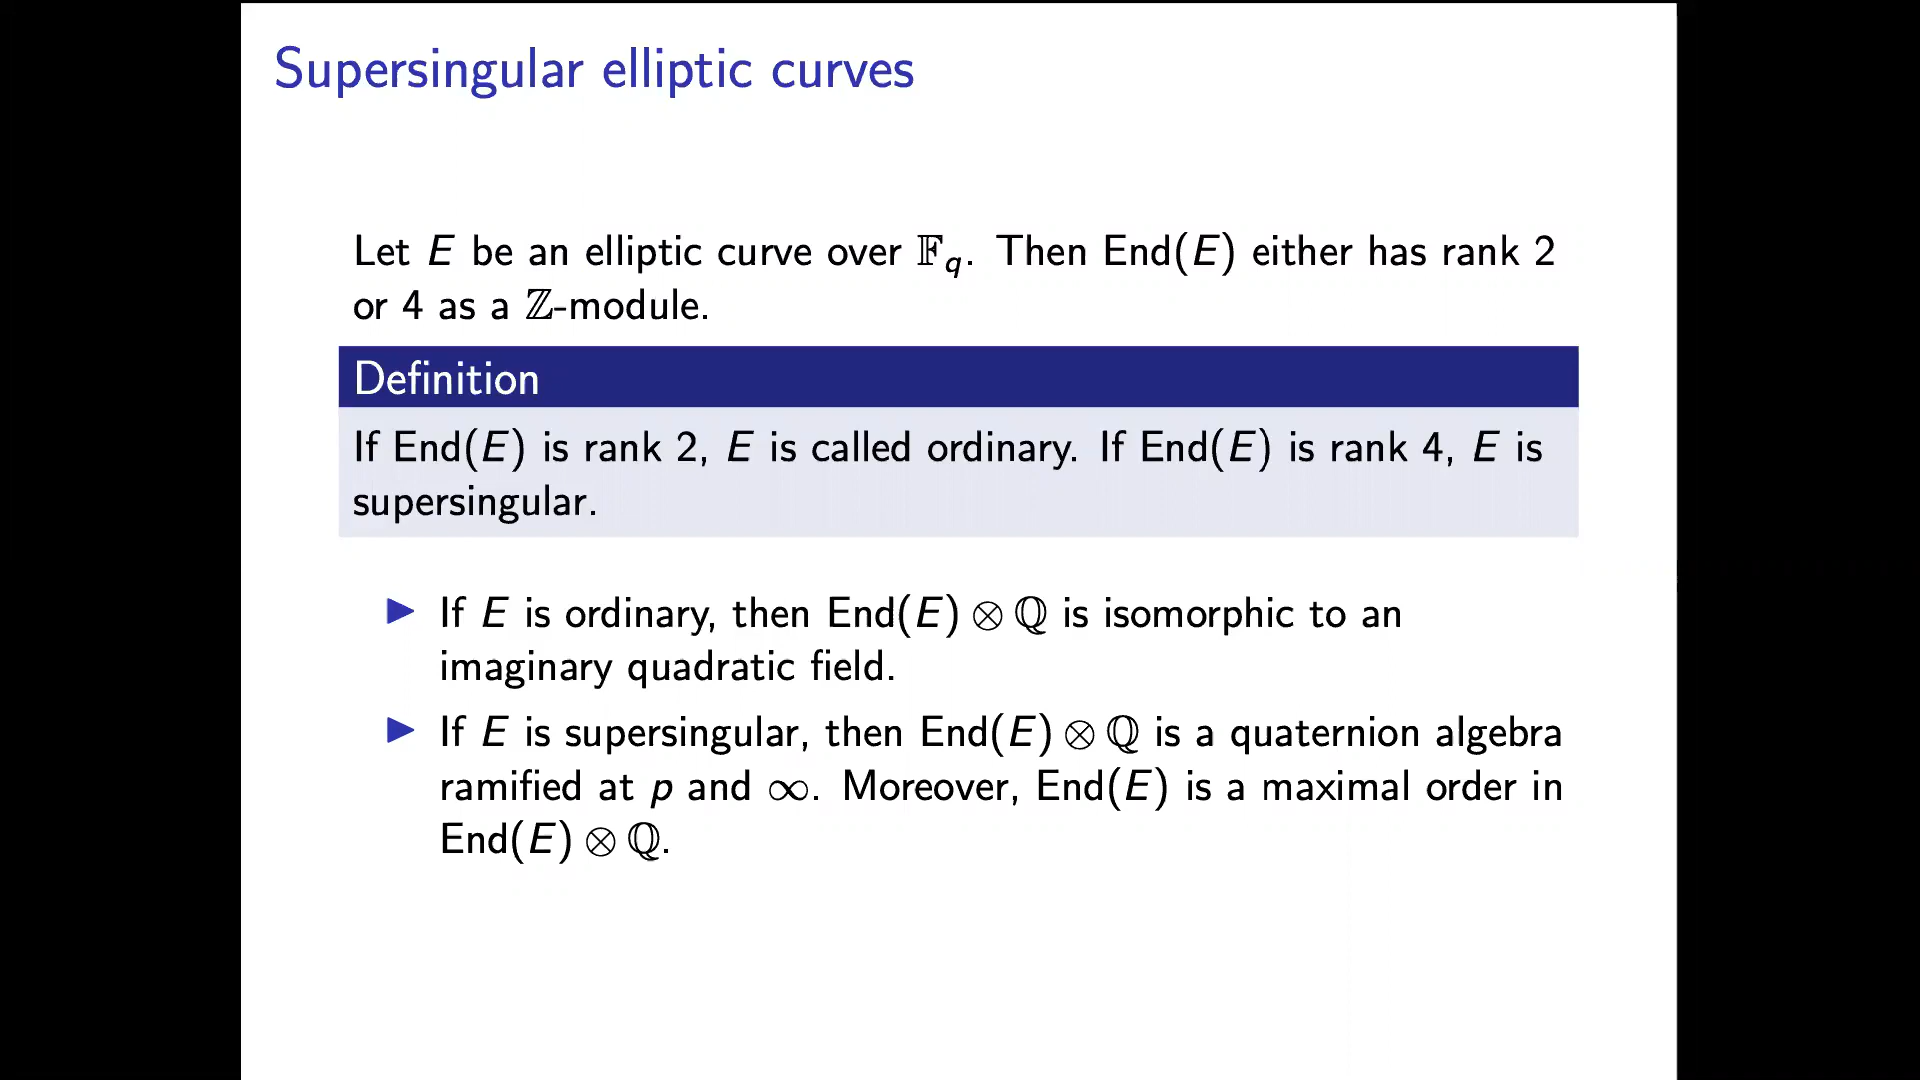 Supersingular elliptic curves
Let E be an elliptic curve over 𝔽_q. Then End(E) either has rank 2
or 4 as a ℤ-module.
Definition
If End(E) is rank 2, E is called ordinary. If End(E) is rank 4, E is
supersingular.
▶ If E is ordinary, then End(E) ⊗ ℚ is isomorphic to an
imaginary quadratic field.
▶ If E is supersingular, then End(E) ⊗ ℚ is a quaternion algebra
ramified at p and ∞. Moreover, End(E) is a maximal order in
End(E) ⊗ ℚ.